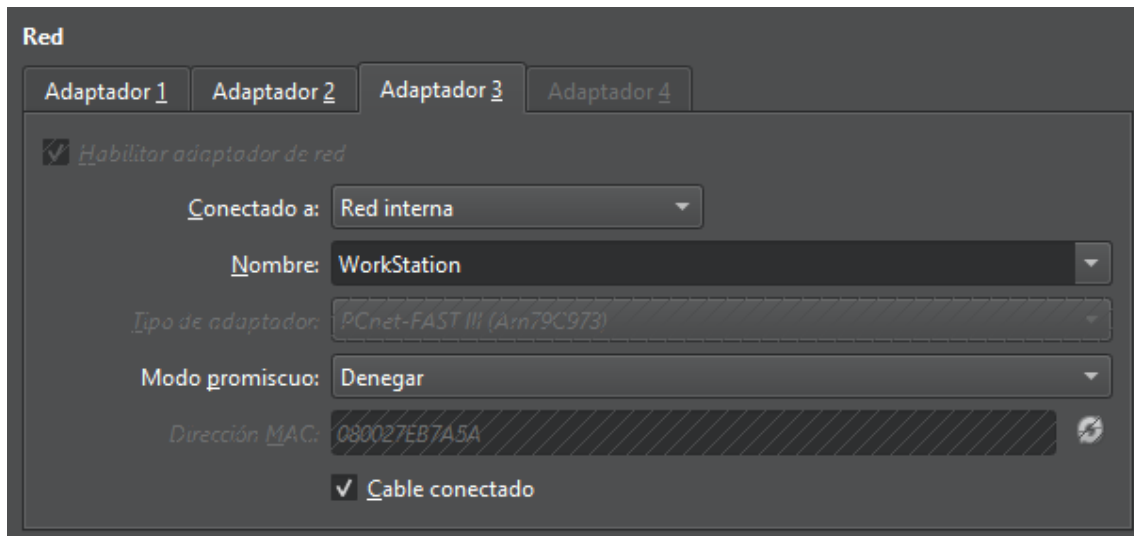 Red
Adaptador 1 Adaptador 2 Adaptador 3 Adaptador 4
Habilitar adaptador de red
Conectado a: Red interna
Nombre: WorkStation
Tipo de adaptador: PCnet-FAST III (Am79C973)
Modo promiscuo: Denegar
Dirección MAC: 080027EB7A5A
Cable conectado